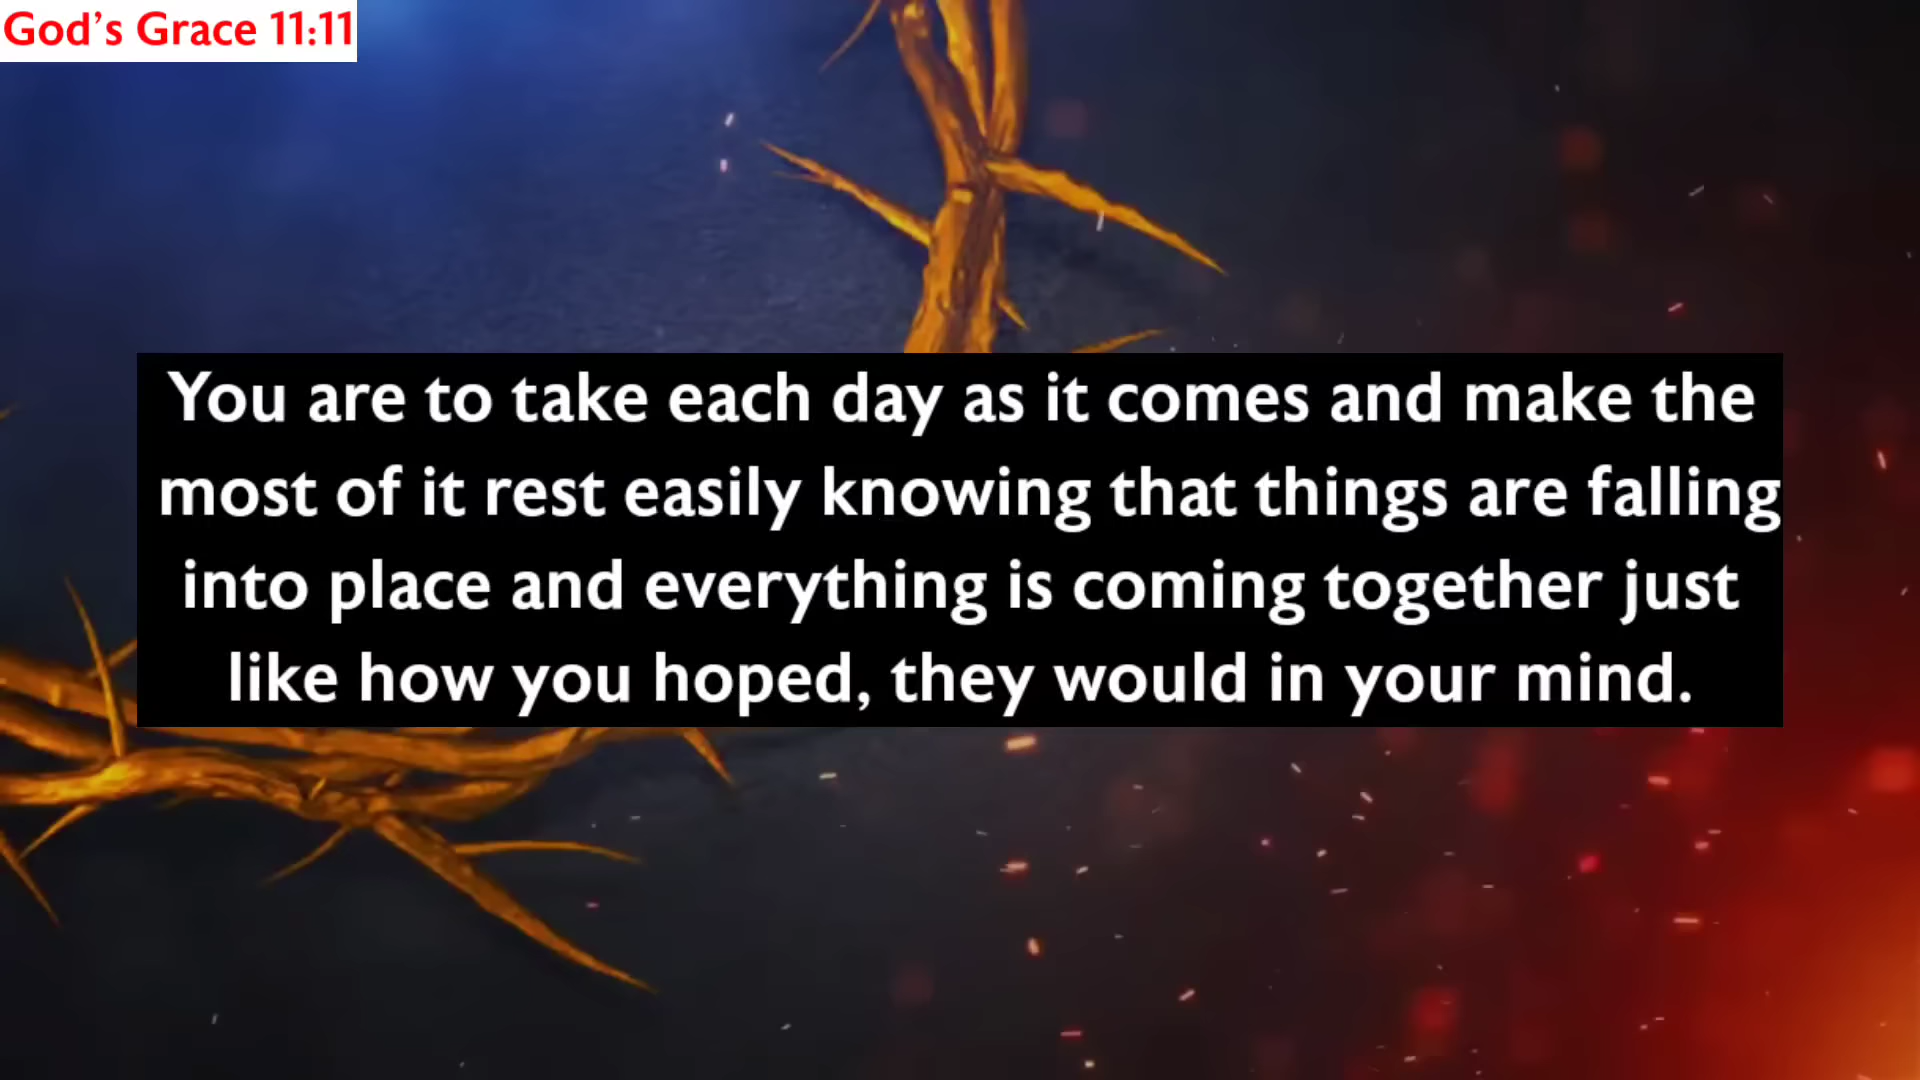 God’s Grace 11:11
You are to take each day as it comes and make the
most of it rest easily knowing that things are falling
into place and everything is coming together just
like how you hoped, they would in your mind.